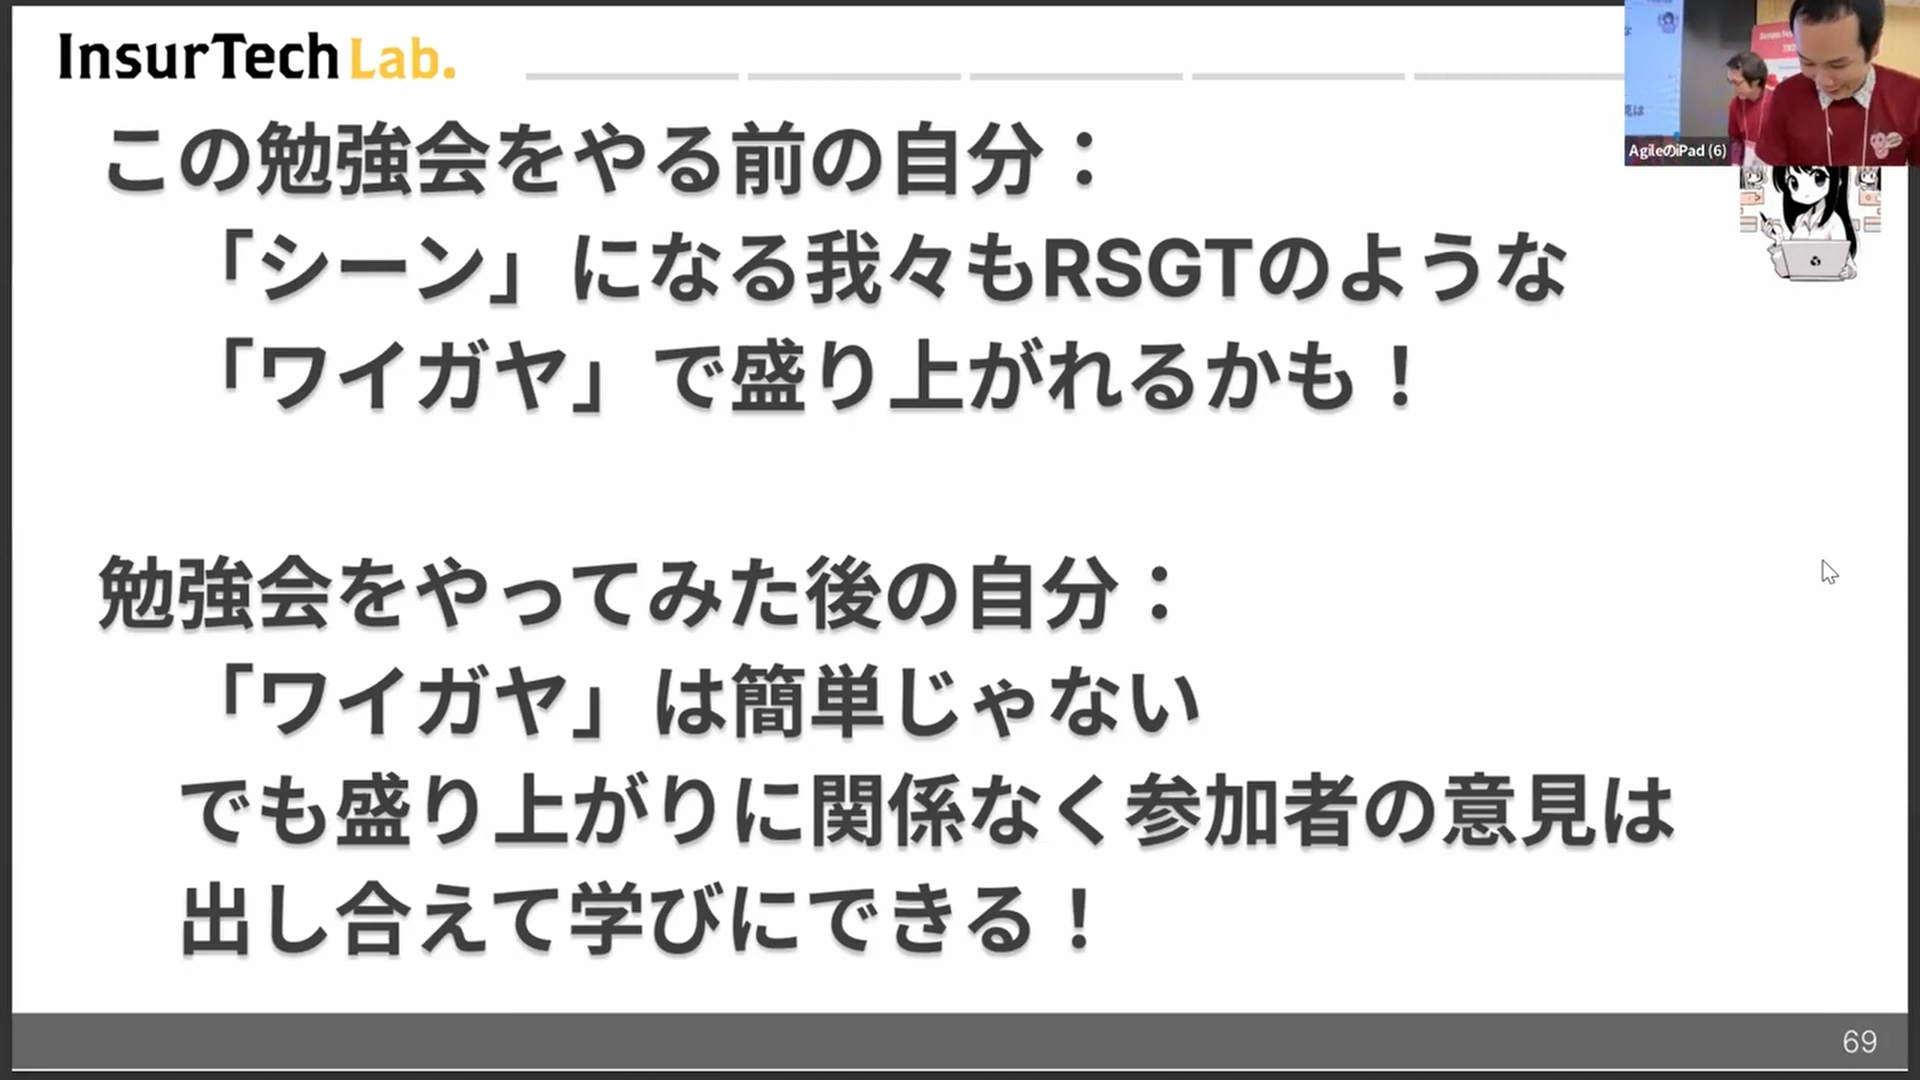 InsurTech Lab.
この勉強会をやる前の自分：
「シーン」になる我々もRSGTのような
「ワイガヤ」で盛り上がれるかも！
勉強会をやってみた後の自分：
「ワイガヤ」は簡単じゃない
でも盛り上がりに関係なく参加者の意見は
出し合えて学びにできる！
AgileのiPad (6)
69